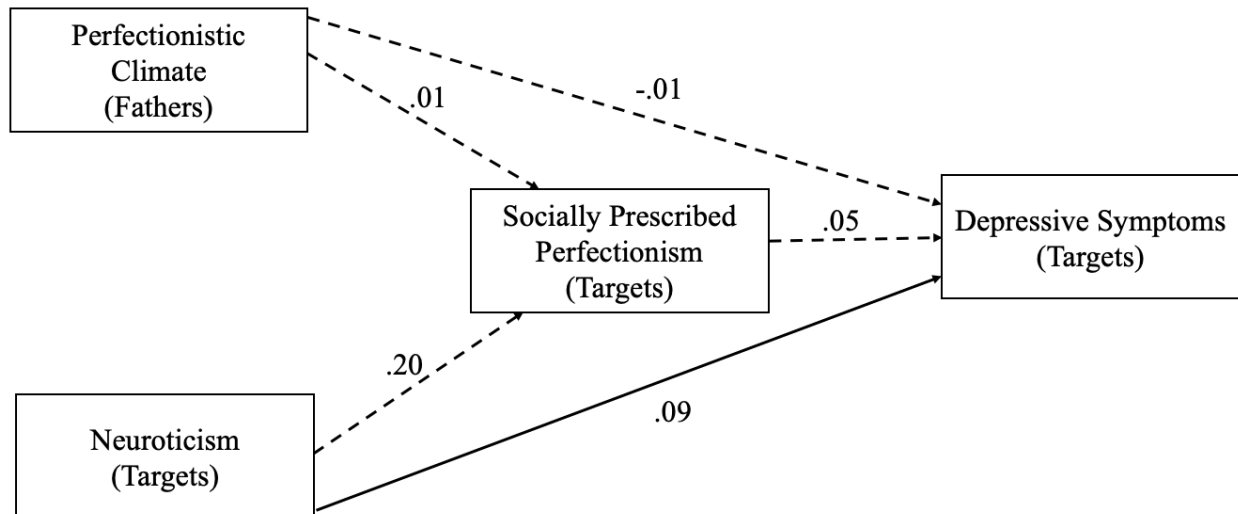 Perfectionistic
Climate
(Fathers)
-.01
.01
Socially Prescribed
Perfectionism
(Targets)
.05
Depressive Symptoms
(Targets)
.20
.09
Neuroticism
(Targets)